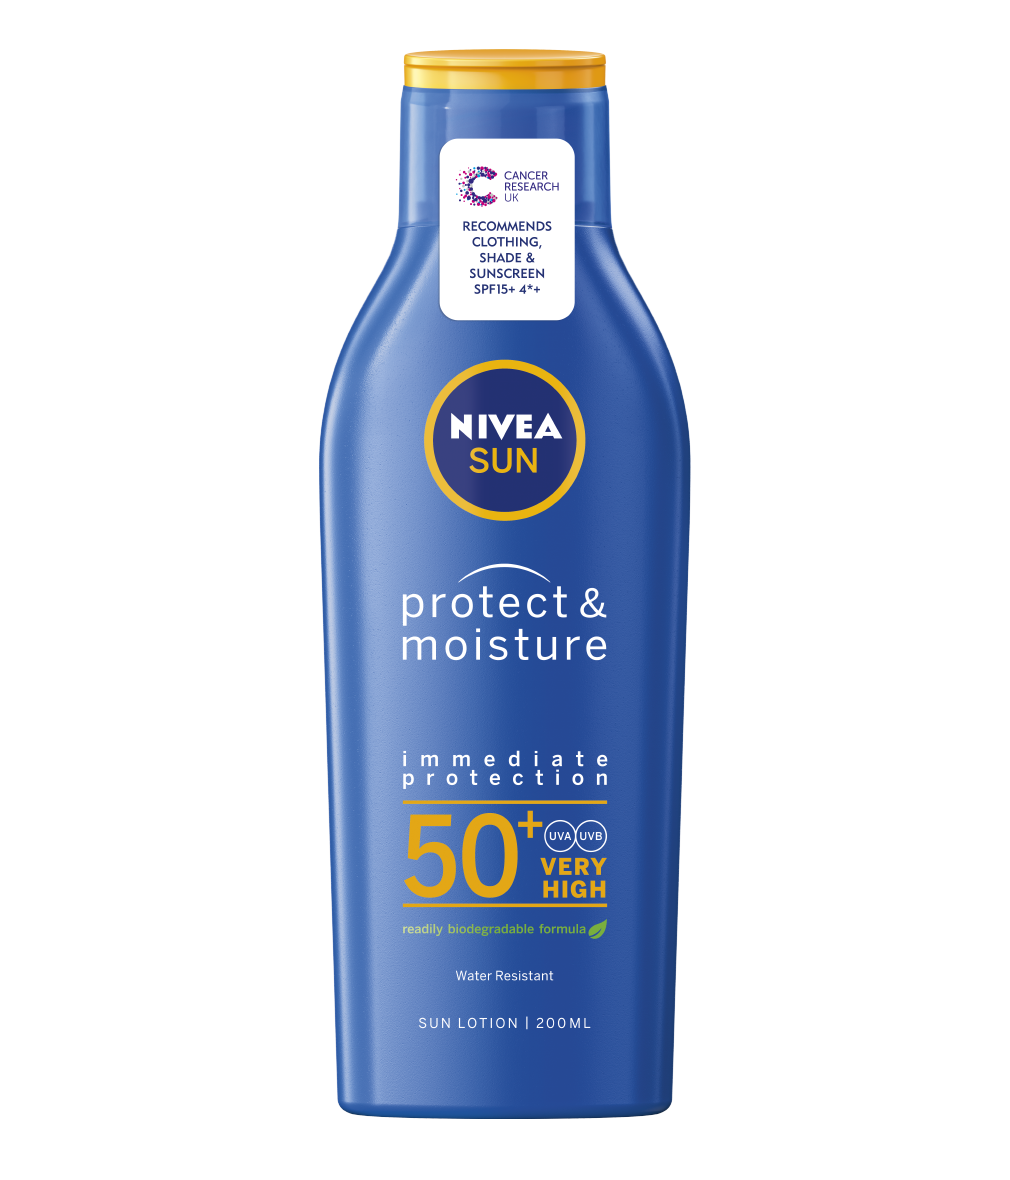 CANCER
RESEARCH
UK
RECOMMENDS
CLOTHING,
SHADE &
SUNSCREEN
SPF15+ 4*+
NIVEA
SUN
protect &
moisture
immediate
protection
50+ UVA UVB
VERY
HIGH
readily biodegradable formula
Water Resistant
SUN LOTION | 200ML